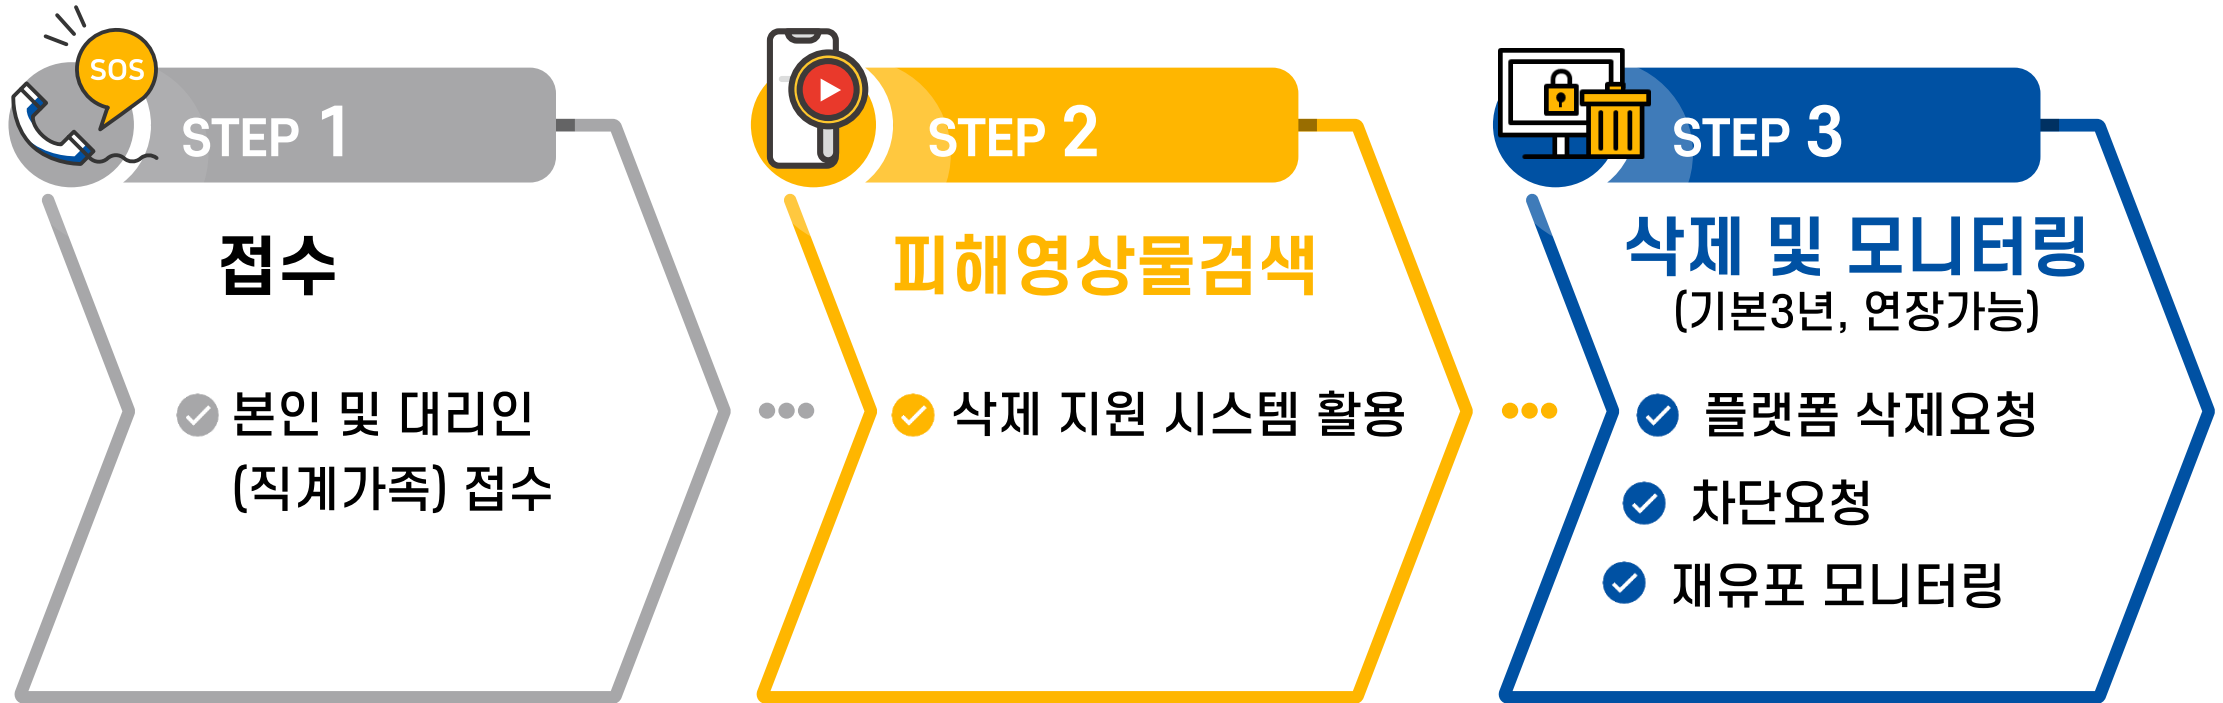 SOS
STEP 1
접수
본인 및 대리인
(직계가족) 접수
STEP 2
피해영상물검색
삭제 지원 시스템 활용
STEP 3
삭제 및 모니터링
(기본3년, 연장가능)
플랫폼 삭제요청
차단요청
재유포 모니터링